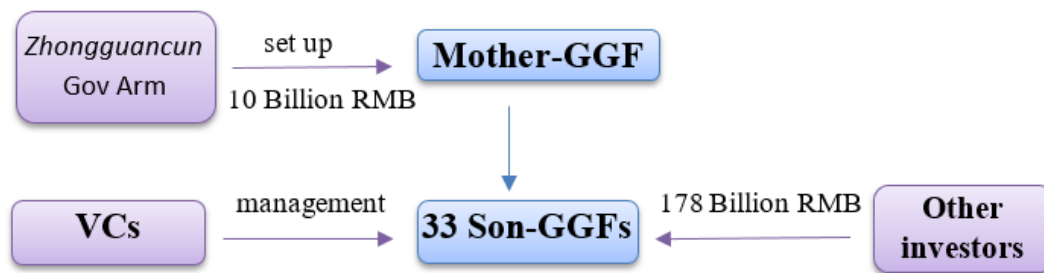 Zhongguancun
Gov Arm
set up
10 Billion RMB
Mother-GGF
VCs
management
33 Son-GGFs
178 Billion RMB
Other
investors